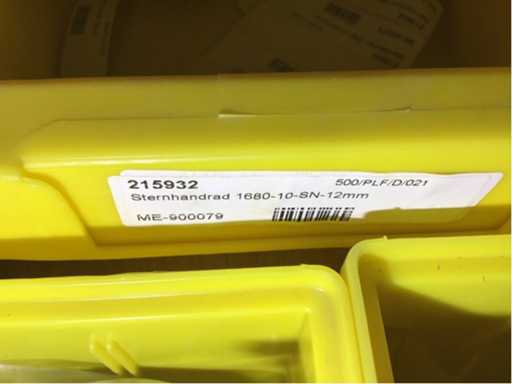 215932 500/PLF/D/021
Sternhandrad 1680-10-SN-12mm
ME-900079